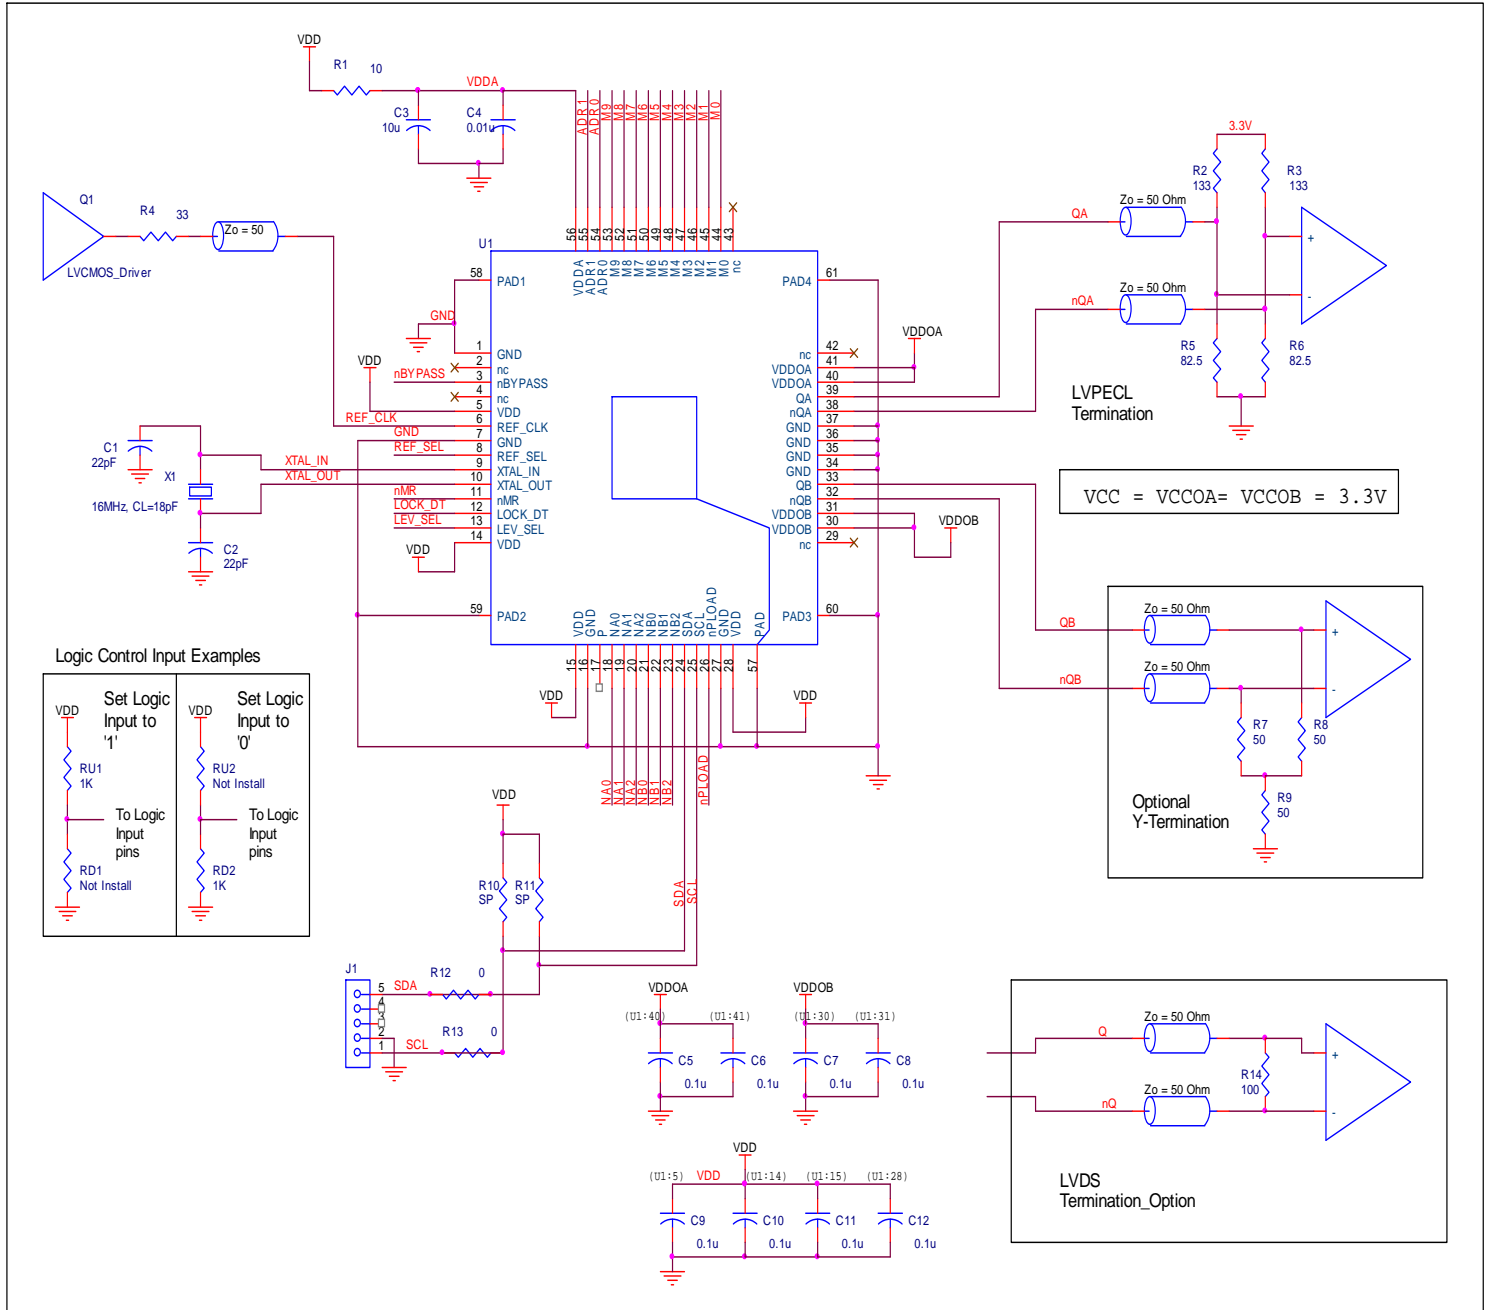 VDD
R1 10
VDDA
C3
10u
C4
0.01u
ADR1
ADR0
M9
M8
M7
M6
M5
M4
M3
M2
M1
M0
3.3V
R2
133
R3
133
Q1
R4 33
Zo = 50
LVCMOS_Driver
QA
Zo = 50 Ohm
+
-
nQA
Zo = 50 Ohm
R5
82.5
R6
82.5
LVPECL
Termination
U1
56
55
54
53
52
51
50
49
48
47
46
45
44
43
VDDA
ADR1
ADR0
M9
M8
M7
M6
M5
M4
M3
M2
M1
M0
nc
58 PAD1
PAD4 61
GND
VDD
nBYPASS
REF_CLK
GND
REF_SEL
XTAL_IN
XTAL_OUT
nMR
LOCK_DT
LEV_SEL
VDD
1 GND
2 nc
3 nBYPASS
4 nc
5 VDD
6 REF_CLK
7 GND
8 REF_SEL
9 XTAL_IN
10 XTAL_OUT
11 nMR
12 LOCK_DT
13 LEV_SEL
14 VDD
59 PAD2
VDDOA
nc 42
VDDOA 41
VDDOA 40
QA 39
nQA 38
GND 37
GND 36
GND 35
GND 34
QB 33
nQB 32
VDDOB 31
VDDOB 30
nc 29
VDDOB
PAD3 60
C1
22pF
X1
16MHz, CL=18pF
C2
22pF
VCC = VCCOA= VCCOB = 3.3V
VDD
GND
P
NA0
NA1
NA2
NB0
NB1
NB2
SDA
SCL
nPLOAD
GND
VDD
PAD
15
16
17
18
19
20
21
22
23
24
25
26
27
28
57
VDD
VDD
NA0
NA1
NA2
NB0
NB1
NB2
nPLOAD
SDA
SCL
QB
Zo = 50 Ohm
+
-
nQB
Zo = 50 Ohm
R7
50
R8
50
R9
50
Optional
Y-Termination
Logic Control Input Examples
Set Logic
Input to
'1'
VDD
RU1
1K
To Logic
Input
pins
RD1
Not Install
Set Logic
Input to
'0'
VDD
RU2
Not Install
To Logic
Input
pins
RD2
1K
VDD
R10
SP
R11
SP
J1
5
4
3
2
1
SDA
R12 0
SCL
R13 0
VDDOA
(U1:40)
(U1:41)
C5
0.1u
C6
0.1u
VDDOB
(U1:30)
(U1:31)
C7
0.1u
C8
0.1u
VDD
(U1:5)
VDD
(U1:14)
(U1:15)
(U1:28)
C9
0.1u
C10
0.1u
C11
0.1u
C12
0.1u
Q
Zo = 50 Ohm
+
-
R14
100
nQ
Zo = 50 Ohm
LVDS
Termination_Option